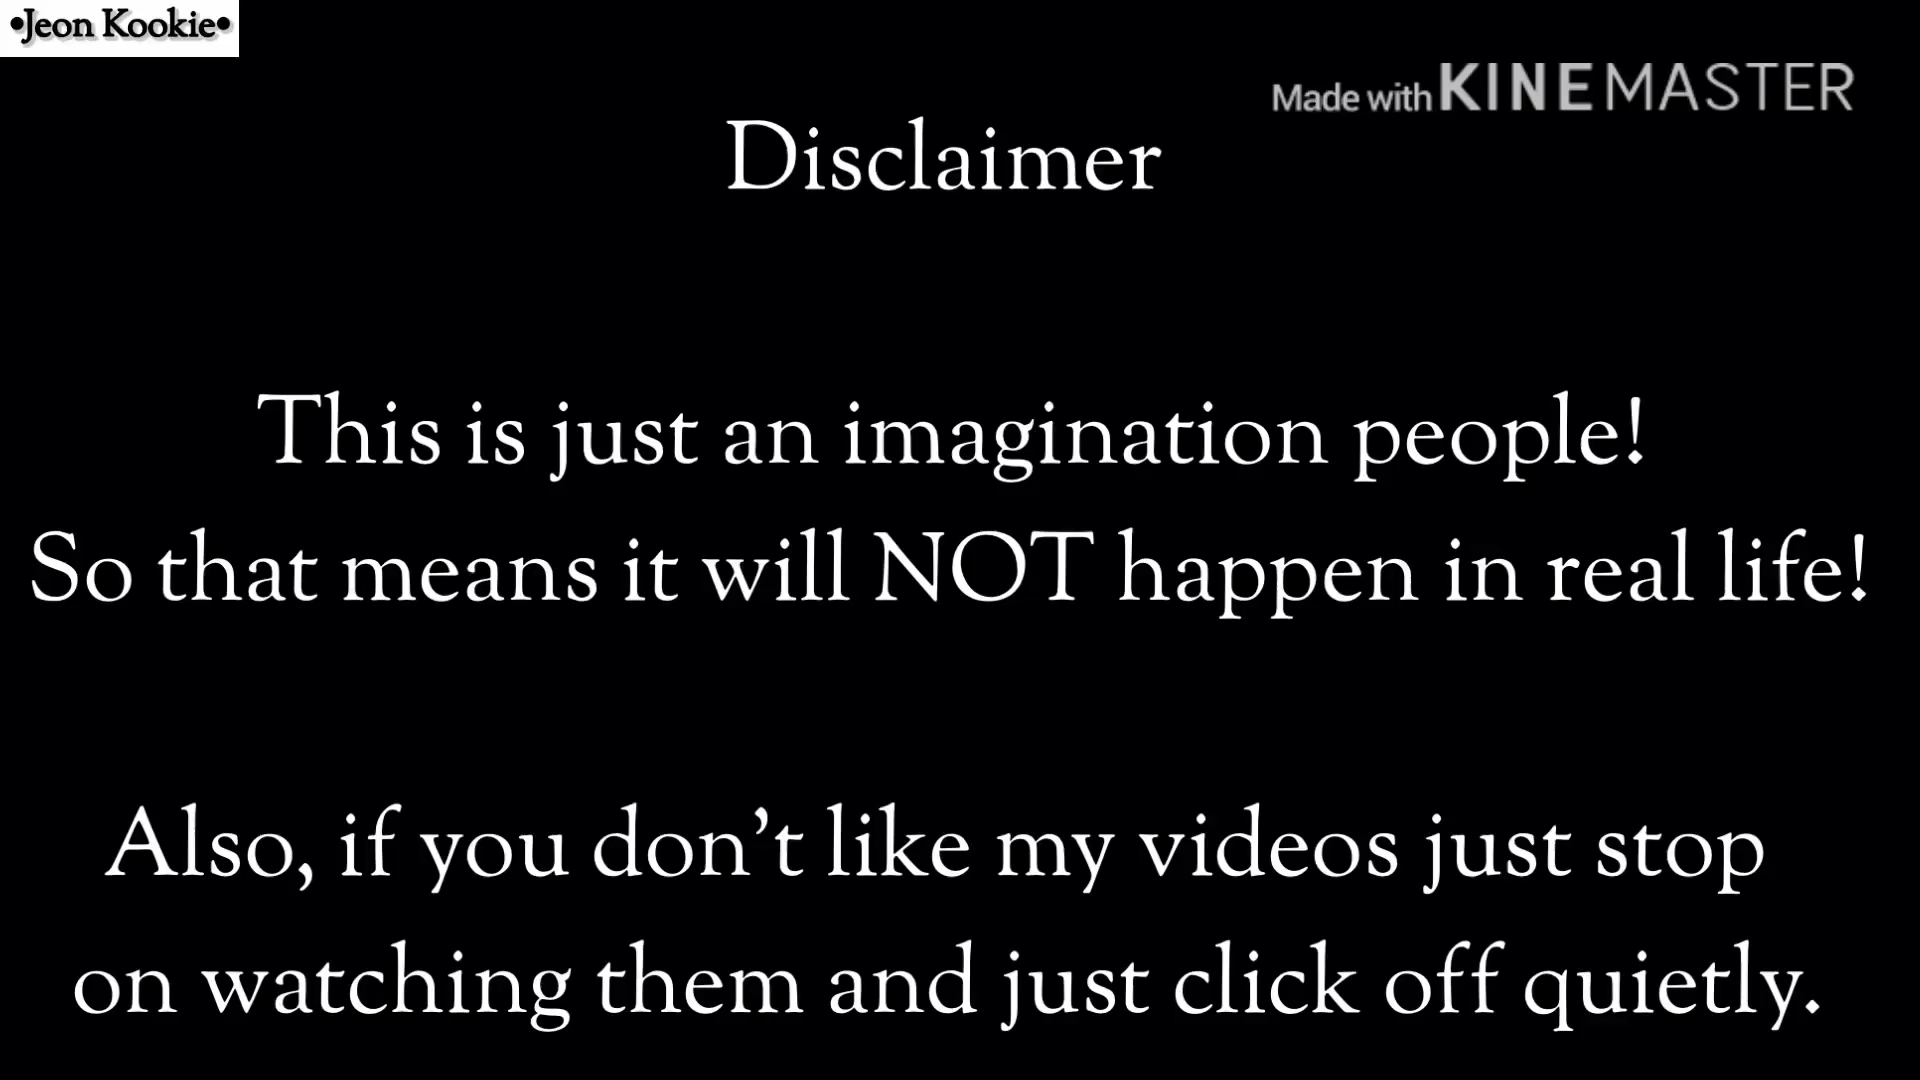 •Jeon Kookie•
Made with KINEMASTER
Disclaimer
This is just an imagination people!
So that means it will NOT happen in real life!
Also, if you don’t like my videos just stop
on watching them and just click off quietly.